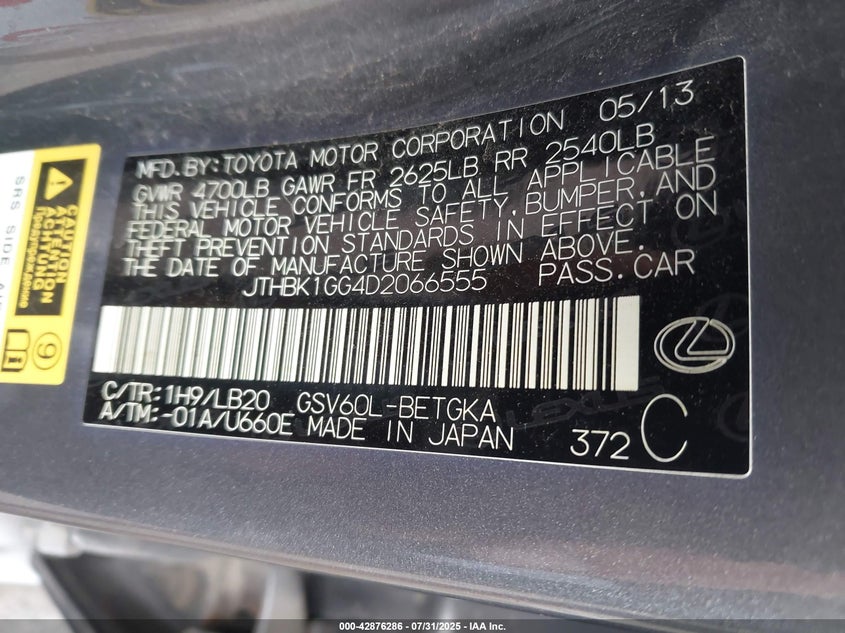 MFD.BY:TOYOTA MOTOR CORPORATION 05/13
GVWR 4700LB GAWR FR 2625LB RR 2540LB
THIS VEHICLE CONFORMS TO ALL APPLICABLE
FEDERAL MOTOR VEHICLE SAFETY, BUMPER, AND
THEFT PREVENTION STANDARDS IN EFFECT ON
THE DATE OF MANUFACTURE SHOWN ABOVE.
JTHBK1GG4D2066555 PASS.CAR
C/TR:1H9/LB20 GSV60L-BETGKA
A/TM:-01A/U660E MADE IN JAPAN
372 C
SRS SIDE
CAUTION
ATTENTION
9
000-42876286 - 07/31/2025 - IAA Inc.